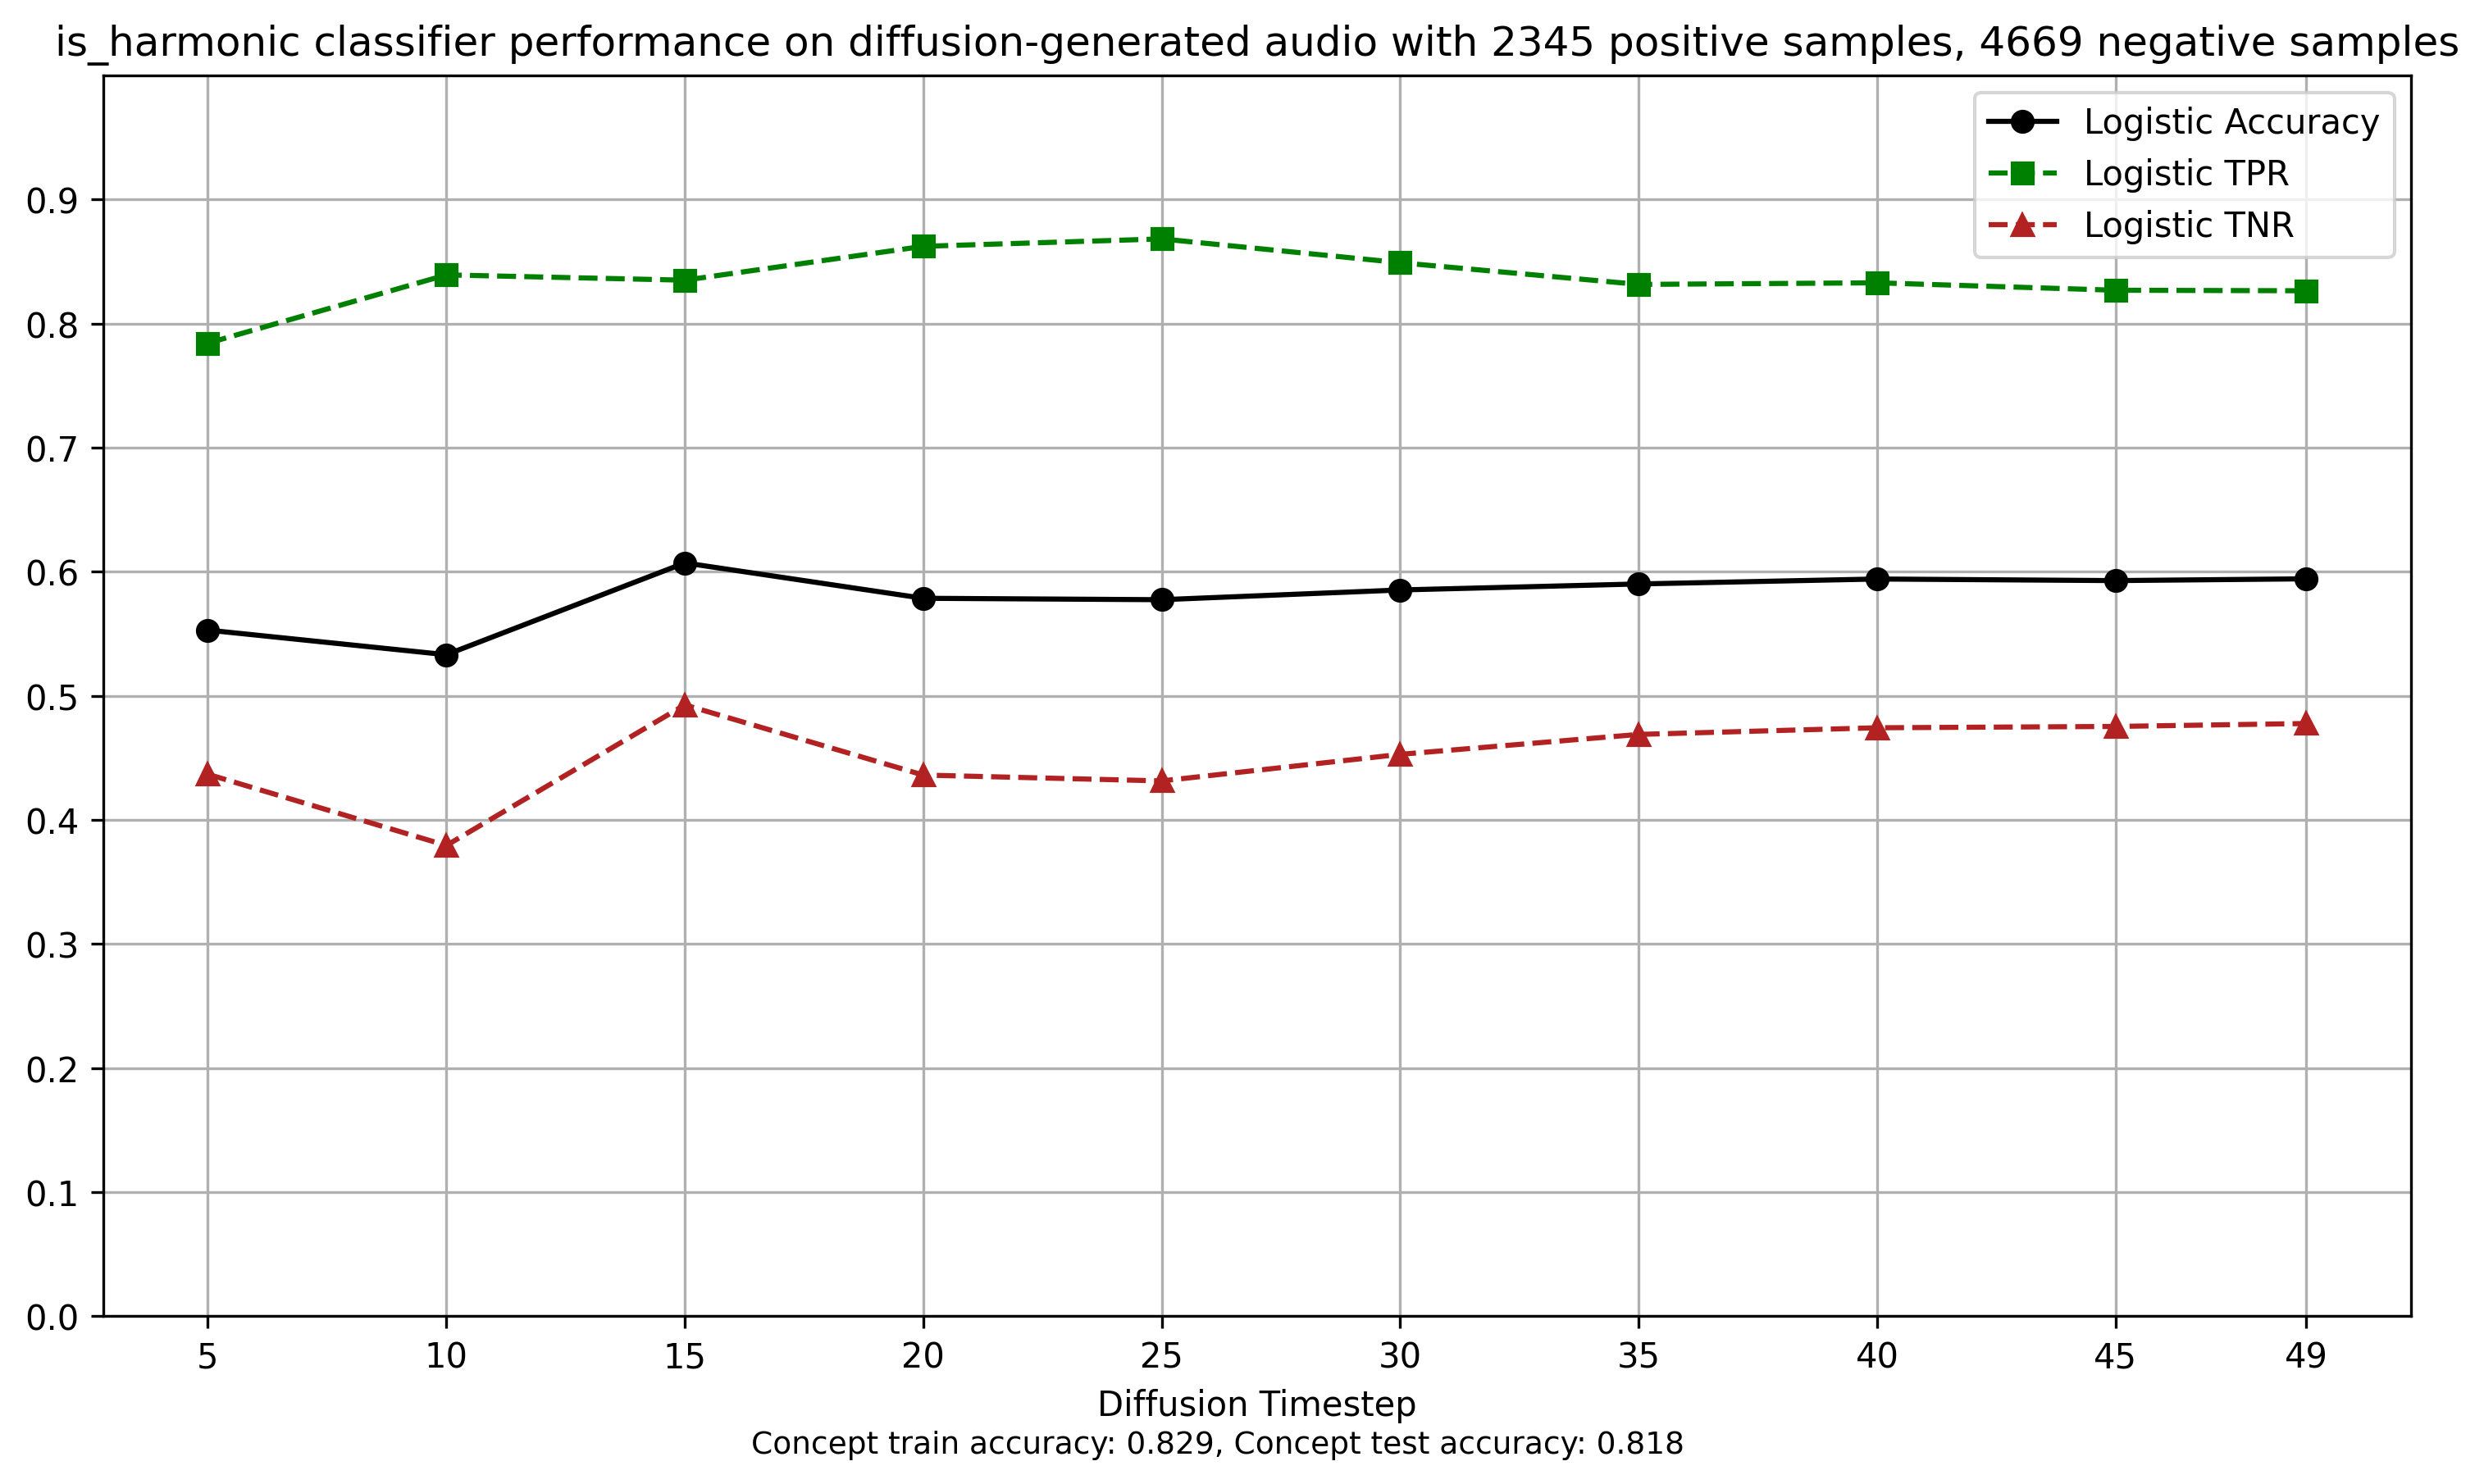 is_harmonic classifier performance on diffusion-generated audio with 2345 positive samples, 4669 negative samples
Logistic Accuracy
Logistic TPR
Logistic TNR
0.9
0.8
0.7
0.6
0.5
0.4
0.3
0.2
0.1
0.0
5 10 15 20 25 30 35 40 45 49
Diffusion Timestep
Concept train accuracy: 0.829, Concept test accuracy: 0.818